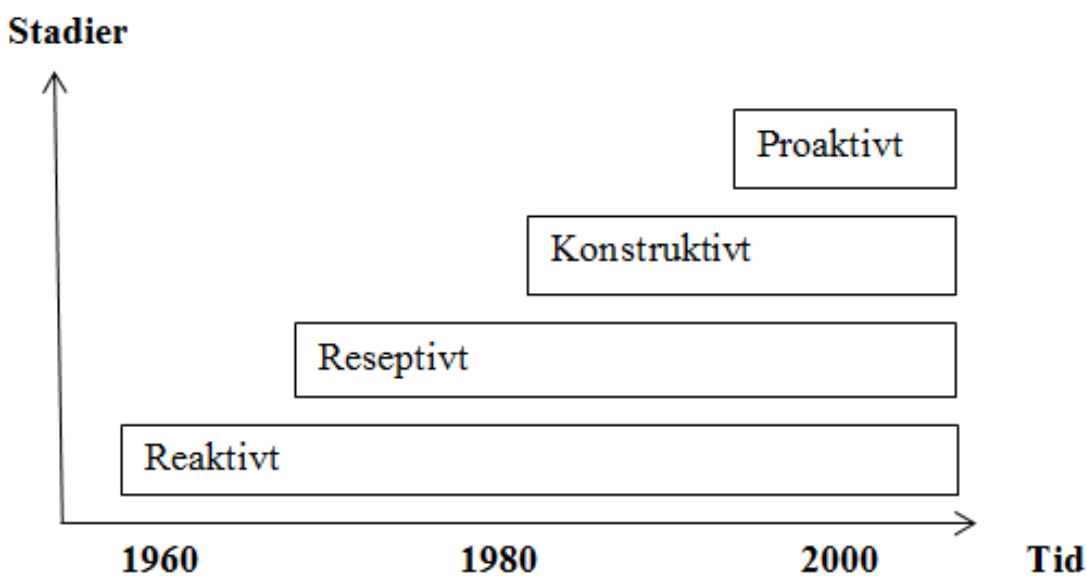 Stadier
Proaktivt
Konstruktivt
Reseptivt
Reaktivt
1960 1980 2000 Tid